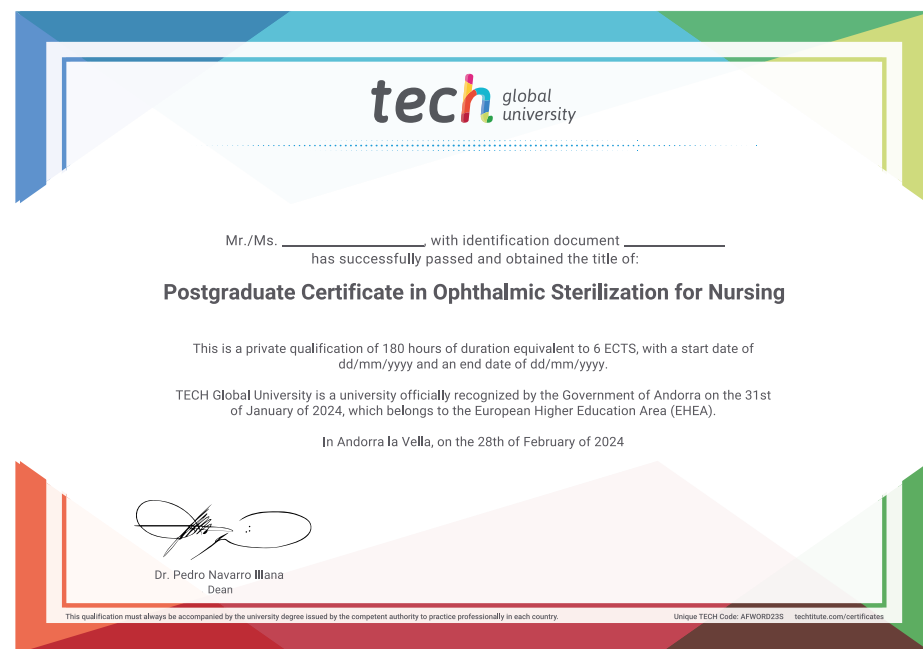 tech global
university
Mr./Ms. ____________, with identification document ____________
has successfully passed and obtained the title of:
Postgraduate Certificate in Ophthalmic Sterilization for Nursing
This is a private qualification of 180 hours of duration equivalent to 6 ECTS, with a start date of
dd/mm/yyyy and an end date of dd/mm/yyyy.
TECH Global University is a university officially recognized by the Government of Andorra on the 31st
of January of 2024, which belongs to the European Higher Education Area (EHEA).
In Andorra la Vella, on the 28th of February of 2024
Dr. Pedro Navarro Illana
Dean
This qualification must always be accompanied by the university degree issued by the competent authority to practice professionally in each country. Unique TECH Code: AFWORD23S techtitute.com/certificates